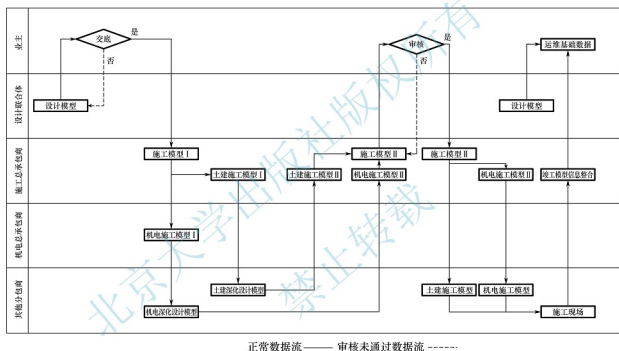 业主
交底
是
否
审核
是
否
运维基础数据
设计联合体
设计模型
设计模型
施工总承包商
施工模型Ⅰ
施工模型Ⅱ
施工模型Ⅱ
土建施工模型Ⅰ
土建施工模型Ⅱ
机电施工模型Ⅱ
机电施工模型Ⅱ
竣工模型信息整合
机电总承包商
机电施工模型Ⅰ
其他分包商
土建深化设计模型
机电深化设计模型
土建施工模型
机电施工模型
施工现场
正常数据流 —— 审核未通过数据流 -----
北京大学出版社版权所有
禁止转载